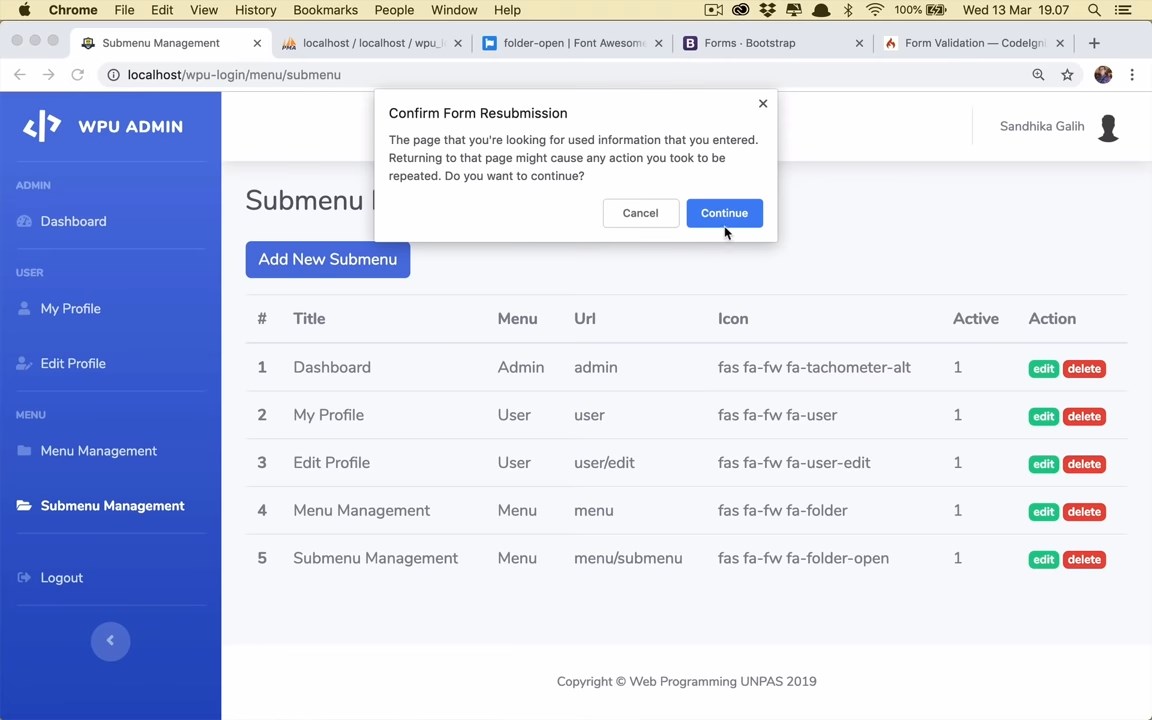 Chrome File Edit View History Bookmarks People Window Help 100% Wed 13 Mar 19.07
Submenu Management localhost / localhost / wpu_l folder-open | Font Awesom Forms · Bootstrap Form Validation — CodeIgni
localhost/wpu-login/menu/submenu
WPU ADMIN
Sandhika Galih
Confirm Form Resubmission
The page that you're looking for used information that you entered.
Returning to that page might cause any action you took to be
repeated. Do you want to continue?
Cancel Continue
ADMIN
Dashboard
USER
My Profile
Edit Profile
MENU
Menu Management
Submenu Management
Logout
Submenu
Add New Submenu
# Title Menu Url Icon Active Action
1 Dashboard Admin admin fas fa-fw fa-tachometer-alt 1 edit delete
2 My Profile User user fas fa-fw fa-user 1 edit delete
3 Edit Profile User user/edit fas fa-fw fa-user-edit 1 edit delete
4 Menu Management Menu menu fas fa-fw fa-folder 1 edit delete
5 Submenu Management Menu menu/submenu fas fa-fw fa-folder-open 1 edit delete
Copyright © Web Programming UNPAS 2019